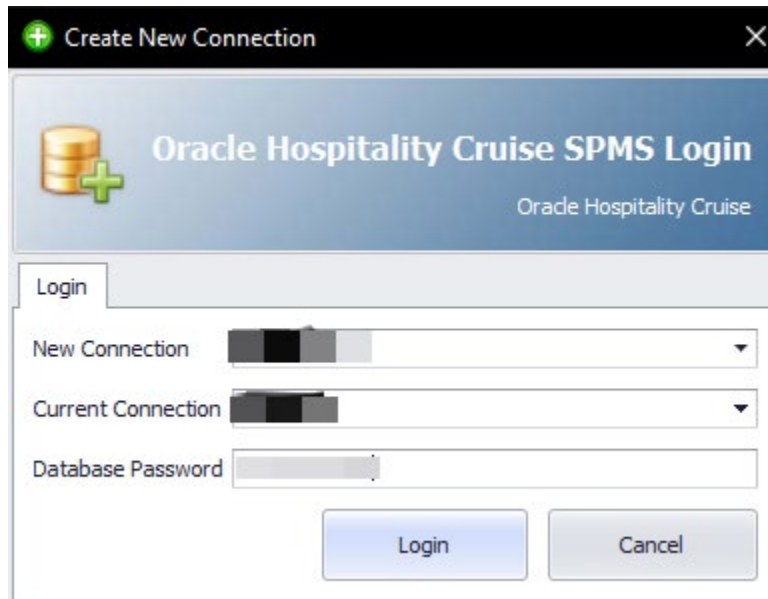 Create New Connection
Oracle Hospitality Cruise SPMS Login
Oracle Hospitality Cruise
Login
New Connection
Current Connection
Database Password
Login Cancel